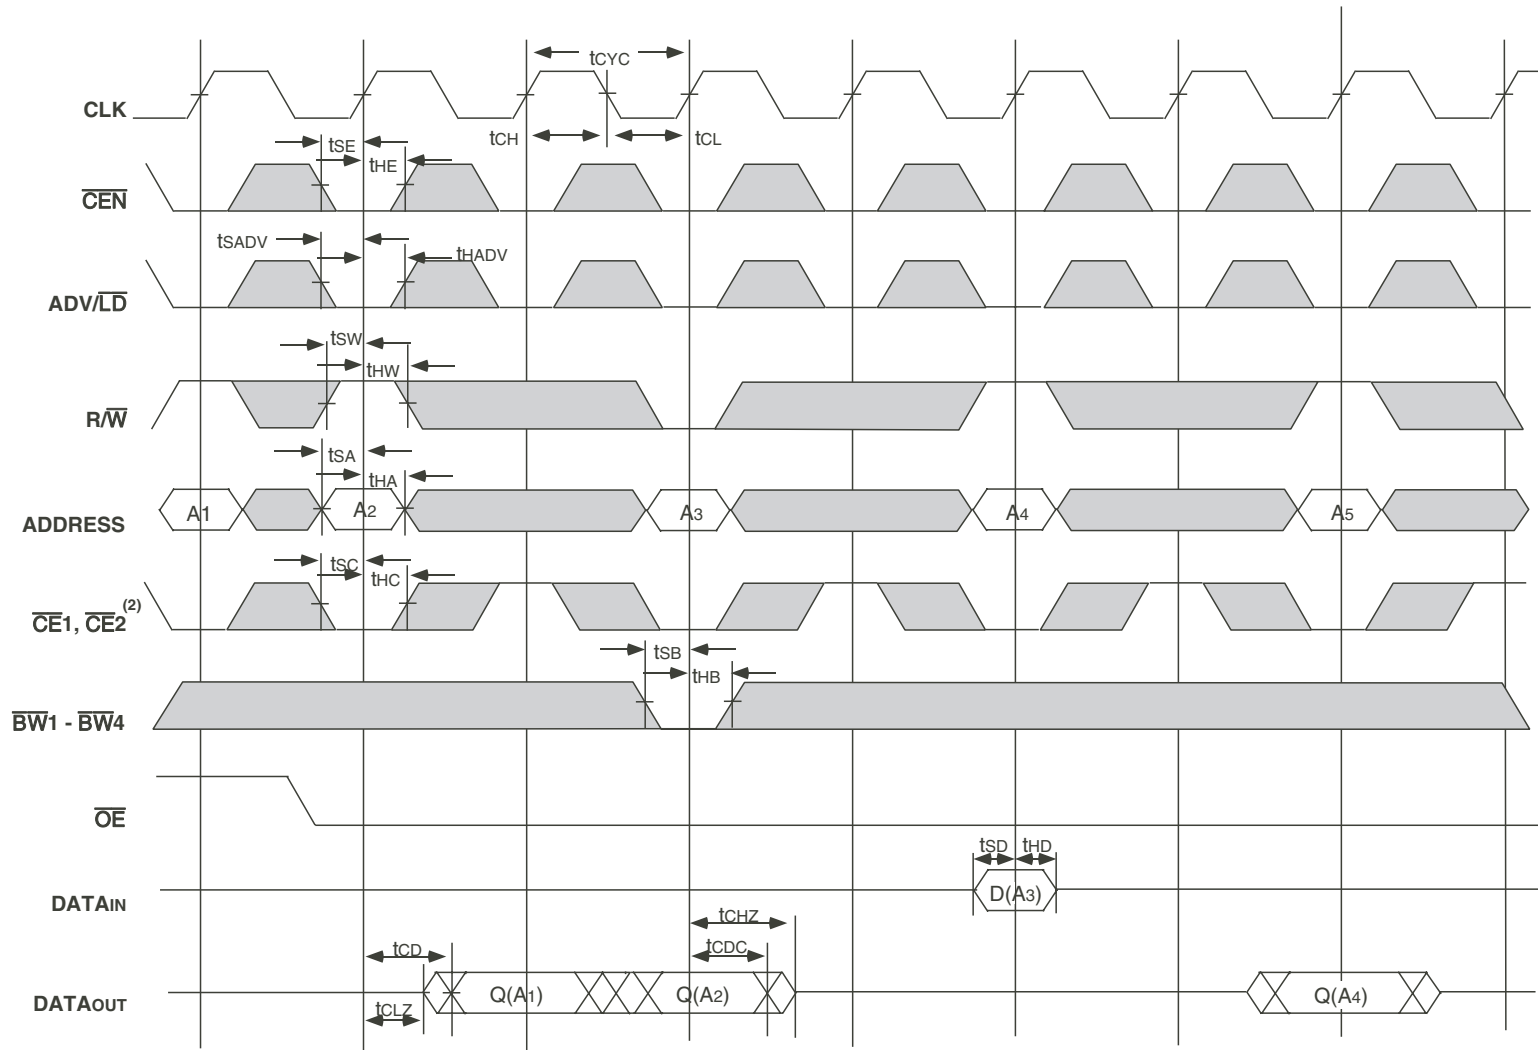 tCYC
CLK
tCH
tCL
tSE
tHE
CEN
tSADV
tHADV
ADV/LD
tSW
tHW
R/W
tSA
tHA
ADDRESS
A1
A2
A3
A4
A5
tSC
tHC
CE1, CE2(2)
tSB
tHB
BW1 - BW4
OE
tSD
tHD
DATAIN
D(A3)
tCHZ
tCD
tCDC
DATAOUT
Q(A1)
Q(A2)
Q(A4)
tCLZ